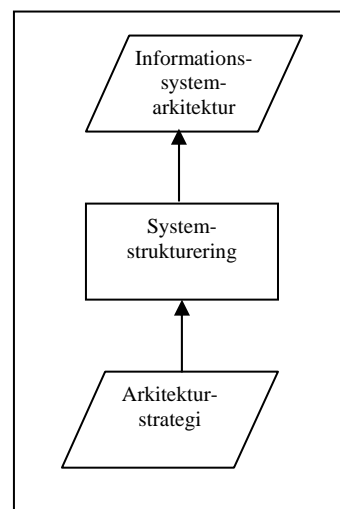 Informations-
system-
arkitektur
System-
strukturering
Arkitektur-
strategi